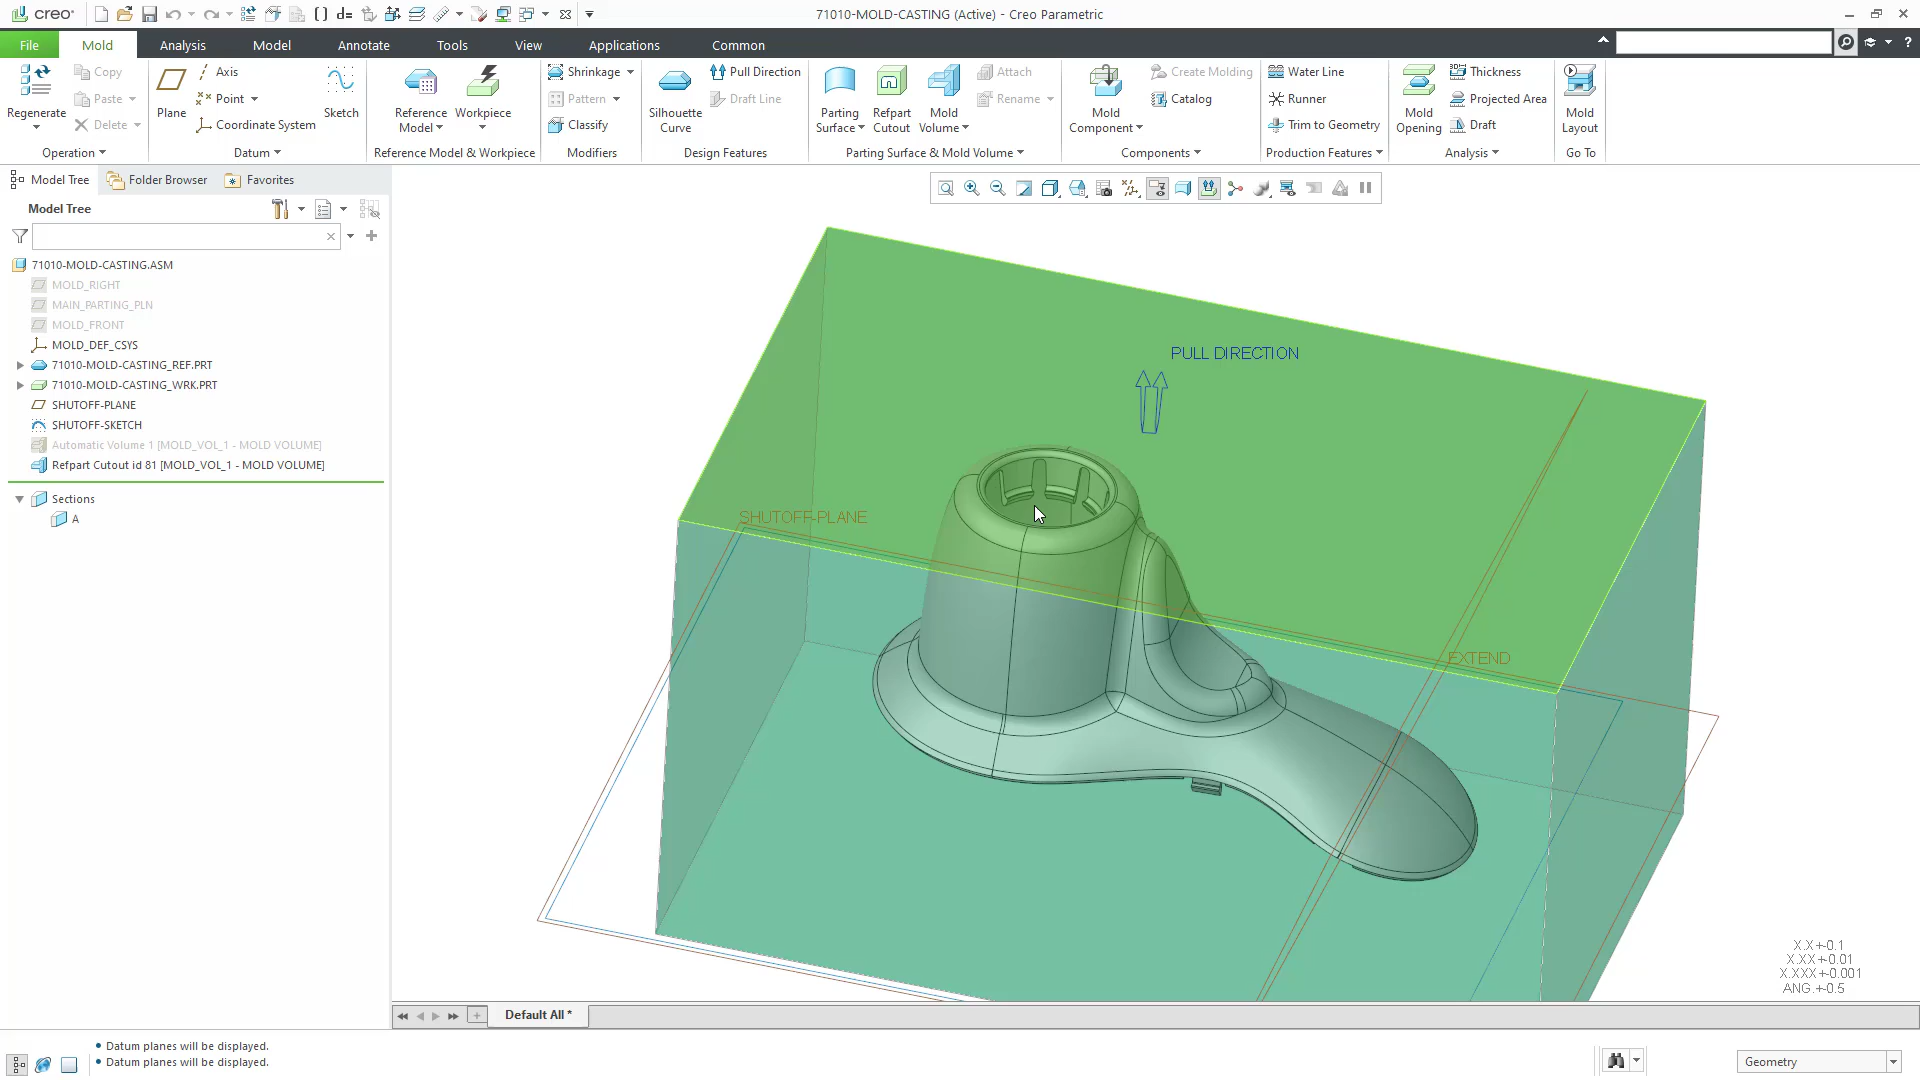 creo°
71010-MOLD-CASTING (Active) - Creo Parametric
File
Mold
Analysis
Model
Annotate
Tools
View
Applications
Common
Regenerate
Copy
Paste
Delete
Operation
Plane
Axis
Point
Coordinate System
Sketch
Datum
Reference Model
Workpiece
Reference Model & Workpiece
Shrinkage
Pattern
Classify
Modifiers
Silhouette Curve
Pull Direction
Draft Line
Design Features
Parting Surface
Refpart Cutout
Mold Volume
Attach
Rename
Parting Surface & Mold Volume
Mold Component
Create Molding
Catalog
Components
Water Line
Runner
Trim to Geometry
Production Features
Mold Opening
Thickness
Projected Area
Draft
Analysis
Mold Layout
Go To
Model Tree
Folder Browser
Favorites
Model Tree
71010-MOLD-CASTING.ASM
MOLD_RIGHT
MAIN_PARTING_PLN
MOLD_FRONT
MOLD_DEF_CSYS
71010-MOLD-CASTING_REF.PRT
71010-MOLD-CASTING_WRK.PRT
SHUTOFF-PLANE
SHUTOFF-SKETCH
Automatic Volume 1 [MOLD_VOL_1 - MOLD VOLUME]
Refpart Cutout id 81 [MOLD_VOL_1 - MOLD VOLUME]
Sections
A
PULL DIRECTION
SHUTOFF-PLANE
EXTEND
X.X+-0.1
X.XX+-0.01
X.XXX+-0.001
ANG.+-0.5
Default All *
• Datum planes will be displayed.
• Datum planes will be displayed.
Geometry